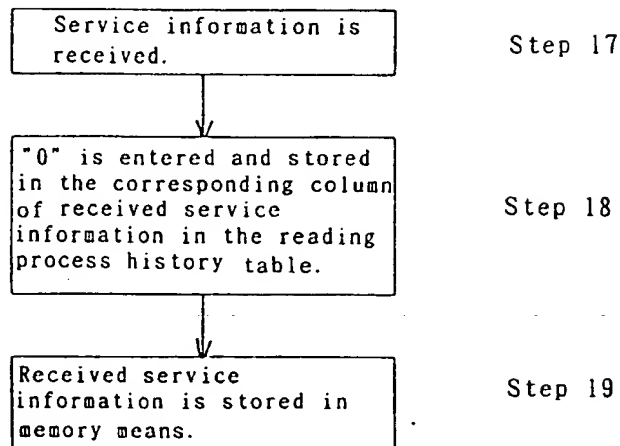 Service information is
received.
Step 17
"0" is entered and stored
in the corresponding column
of received service
information in the reading
process history table.
Step 18
Received service
information is stored in
memory means.
Step 19